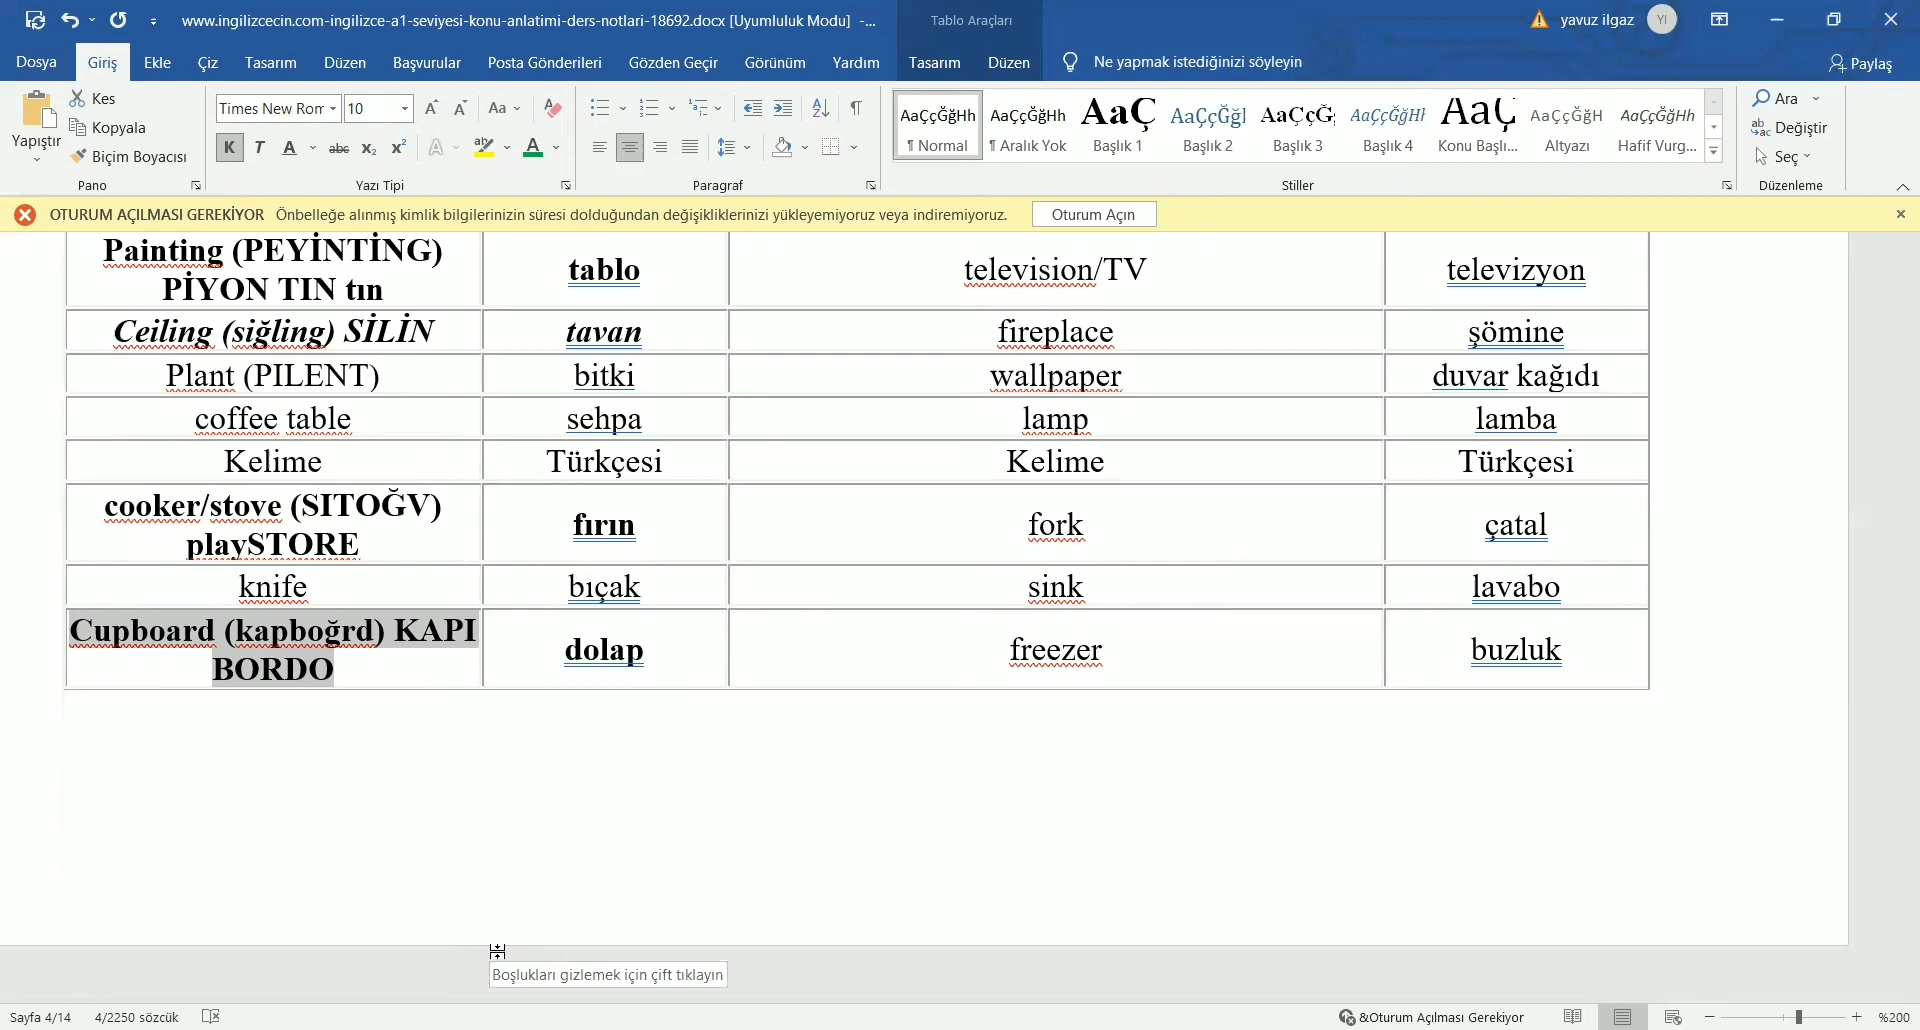 www.ingilizcecin.com-ingilizce-a1-seviyesi-konu-anlatimi-ders-notlari-18692.docx [Uyumluluk Modu] -...
Tablo Araçları
yavuz ilgaz
YI
Dosya Giriş Ekle Çiz Tasarım Düzen Başvurular Posta Gönderileri Gözden Geçir Görünüm Yardım Tasarım Düzen Ne yapmak istediğinizi söyleyin Paylaş
Yapıştır
Kes
Kopyala
Biçim Boyacısı
Pano
Times New Ror 10
Aa
K T A abc x₂ x² A aby A
Yazı Tipi
Paragraf
AaÇçĞğHh AaÇçĞğHh AaÇ AaÇçĞğl AaÇçĞğ AaÇçĞğHl AaÇ AaÇçĞğH AaÇçĞğHh
¶ Normal ¶ Aralık Yok Başlık 1 Başlık 2 Başlık 3 Başlık 4 Konu Başlı... Altyazı Hafif Vurg...
Stiller
Ara
Değiştir
Seç
Düzenleme
OTURUM AÇILMASI GEREKİYOR Önbelleğe alınmış kimlik bilgilerinizin süresi dolduğundan değişikliklerinizi yükleyemiyoruz veya indiremiyoruz. Oturum Açın
Painting (PEYİNTİNG)
PİYON TIN tın
tablo television/TV televizyon
Ceiling (siğling) SİLİN tavan fireplace şömine
Plant (PILENT) bitki wallpaper duvar kağıdı
coffee table sehpa lamp lamba
Kelime Türkçesi Kelime Türkçesi
cooker/stove (SITOĞV)
playSTORE
fırın fork çatal
knife bıçak sink lavabo
Cupboard (kapboğrd) KAPI
BORDO
dolap freezer buzluk
Boşlukları gizlemek için çift tıklayın
Sayfa 4/14 4/2250 sözcük &Oturum Açılması Gerekiyor %200